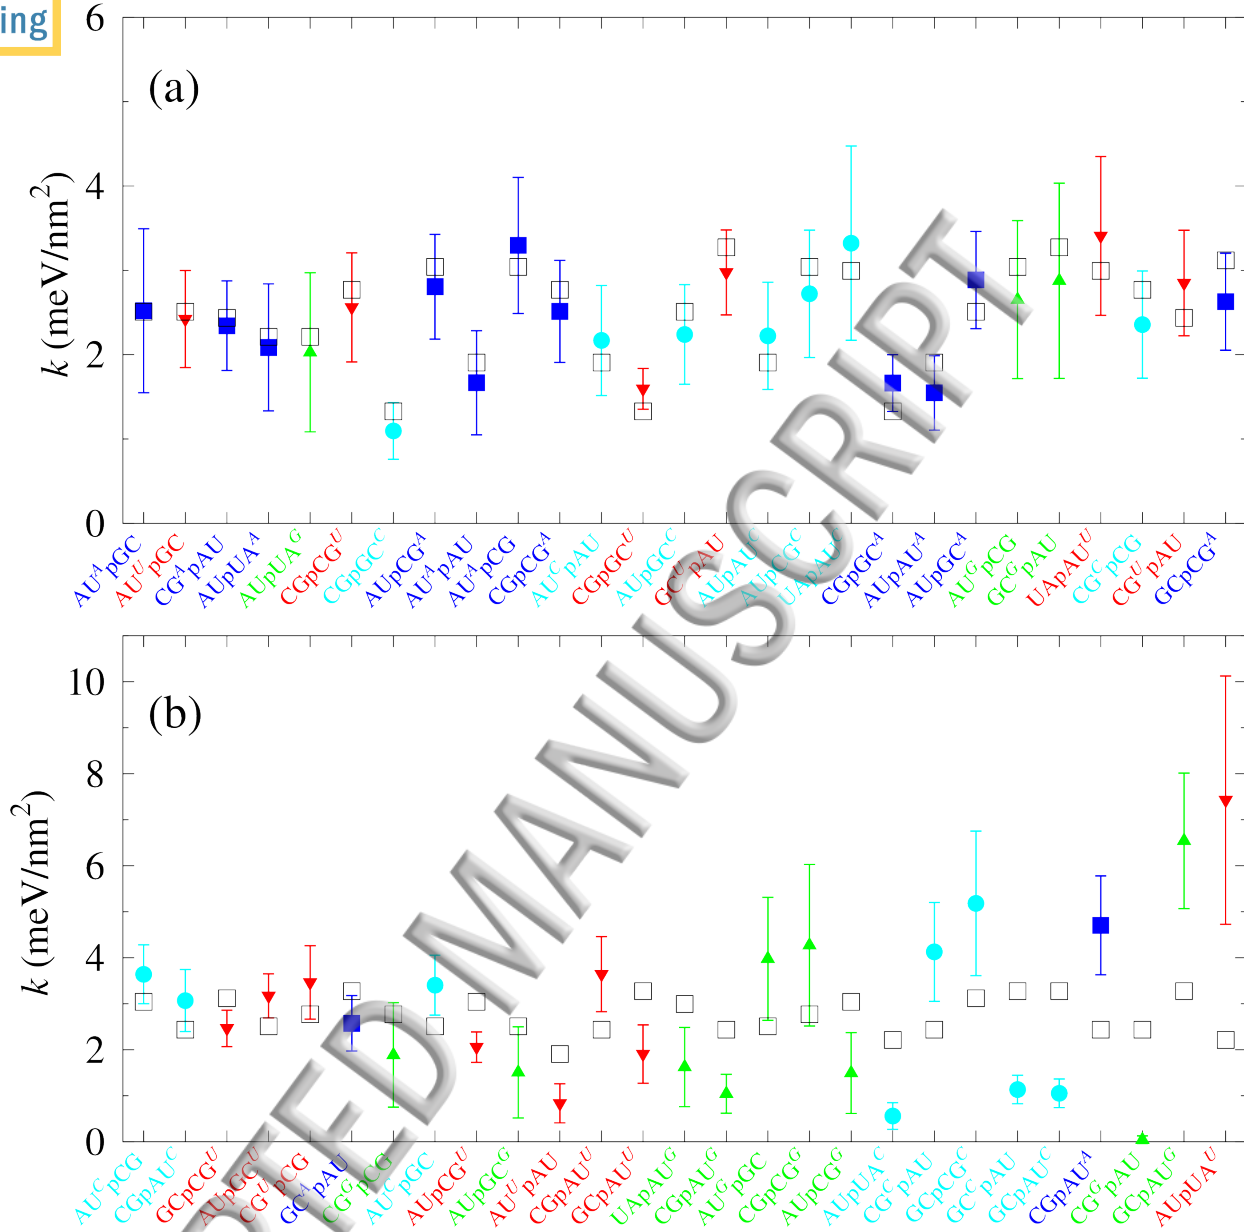 ing
6
(a)
4
k (meV/nm²)
2
0
AUᴬpGC AUᵁpGC CGᴬpAU AUpUAᴬ AUpUAᴳ CGpCGᵁ CGpGCᶜ AUpCGᴬ AUᴬpAU AUᴬpCG CGpCGᴬ AUᶜpAU CGpGCᵁ AUpGCᶜ GCᵁpAU AUpAUᶜ AUpCGᶜ UApAUᶜ CGpGCᴬ AUpAUᴬ AUpGCᴬ AUᴳpCG GCᴳpAU UApAUᵁ CGᶜpCG CGᵁpAU GCpCGᴬ
10
(b)
8
k (meV/nm²)
6
4
2
0
AUᶜpCG CGpAUᶜ GCpCGᵁ AUpGCᵁ CGᵁpCG GCᴬpAU CGᴳpCG AUᶜpGC AUpCGᵁ AUpGCᴳ AUᵁpAU CGpAUᵁ GCpAUᵁ UApAUᴳ CGpAUᴳ AUᴳpGC CGpCGᴳ AUpCGᴳ AUpUAᶜ CGᶜpAU GCpCGᶜ GCᶜpAU GCpAUᶜ CGpAUᴬ CGᴳpAU GCpAUᴳ AUpUAᵁ
MANUSCRIPT